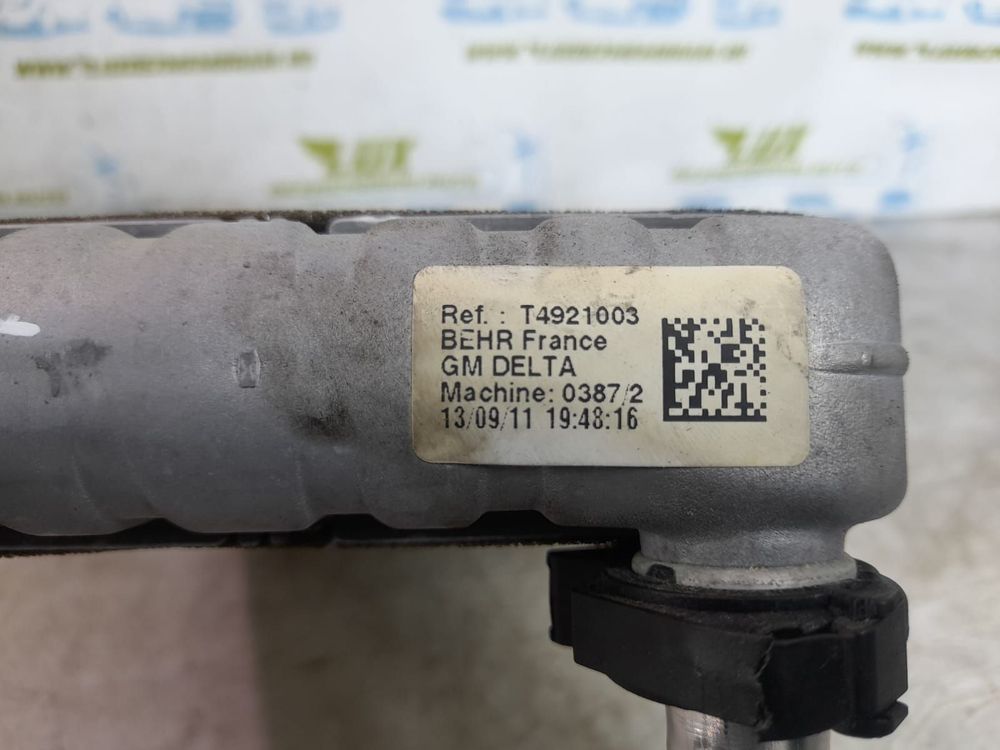 Ref. : T4921003
BEHR France
GM DELTA
Machine: 0387/2
13/09/11 19:48:16